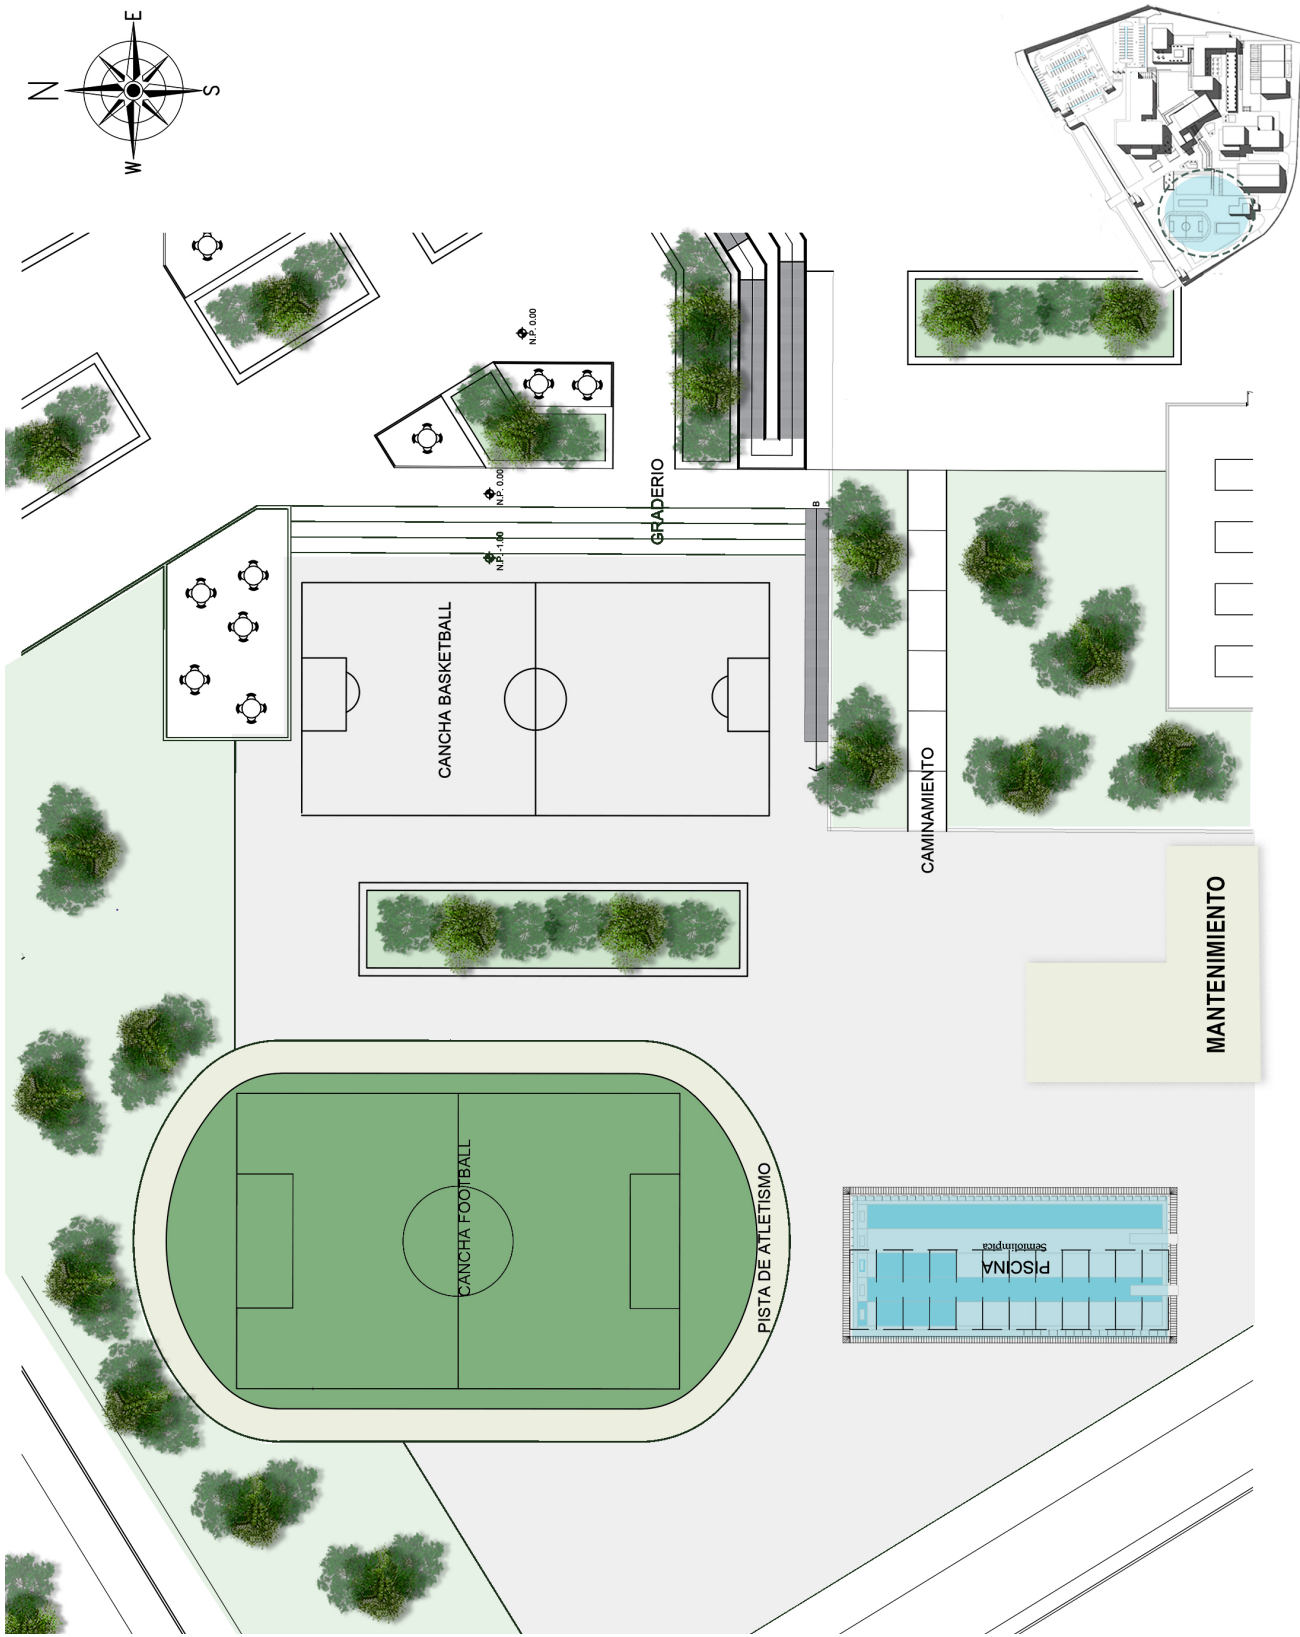 E
N
S
W
N.P. 0.00
N.P. 0.00
GRADERIO
B
N.P. -1.00
CANCHA BASKETBALL
CAMINAMIENTO
MANTENIMIENTO
CANCHA FOOTBALL
PISTA DE ATLETISMO
PISCINA
Semiolimpica